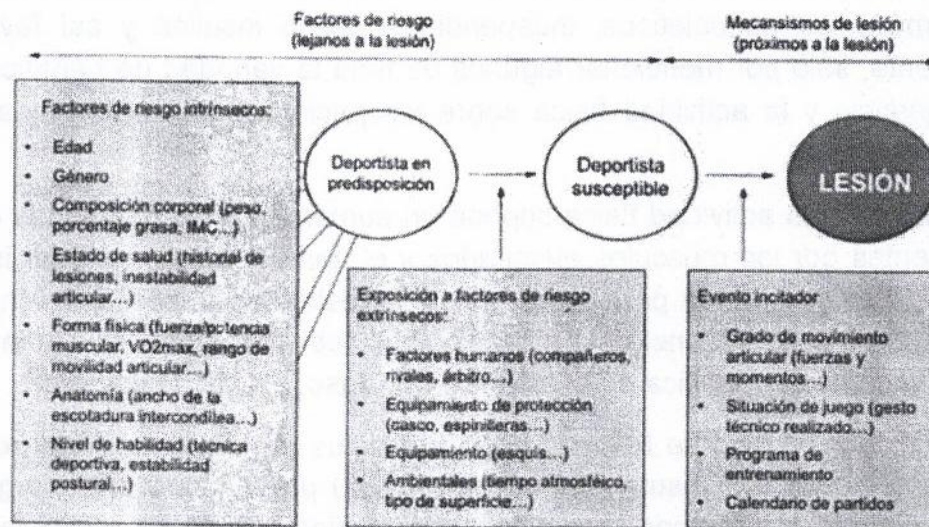 Factores de riesgo
(lejanos a la lesión)
Mecanismos de lesión
(próximos a la lesión)
Factores de riesgo intrínsecos:
• Edad
• Género
• Composición corporal (peso,
porcentaje grasa, IMC...)
• Estado de salud (historial de
lesiones, inestabilidad
articular...)
• Forma física (fuerza/potencia
muscular, VO2max, rango de
movilidad articular...)
• Anatomía (ancho de la
escotadura intercondílea...)
• Nivel de habilidad (técnica
deportiva, estabilidad
postural...)
Deportista en
predisposición
Deportista
susceptible
LESIÓN
Exposición a factores de riesgo
extrínsecos:
• Factores humanos (compañeros,
rivales, árbitro...)
• Equipamiento de protección
(casco, espinilleras...)
• Equipamiento (esquís...)
• Ambientales (tiempo atmosféico,
tipo de superficie...)
Evento incitador
• Grado de movimiento
articular (fuerzas y
momentos...)
• Situación de juego (gesto
técnico realizado...)
• Programa de
entrenamiento
• Calendario de partidos